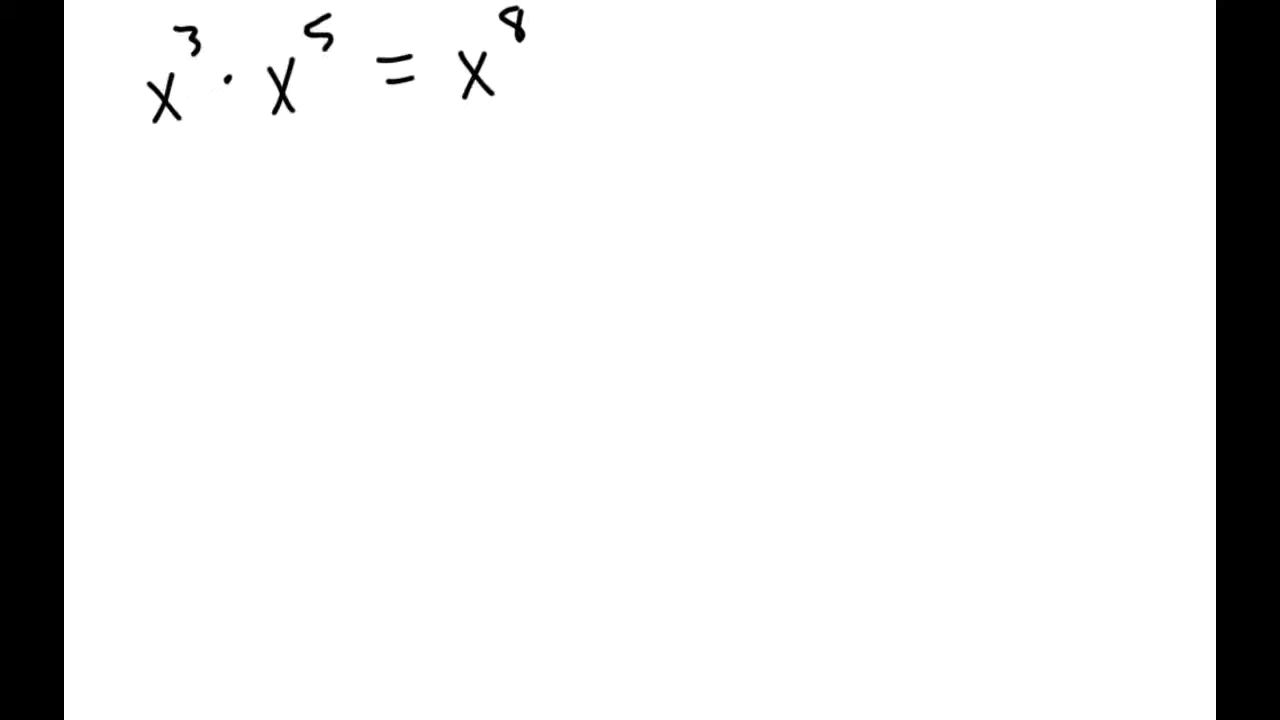 x³ · x⁵ = x⁸